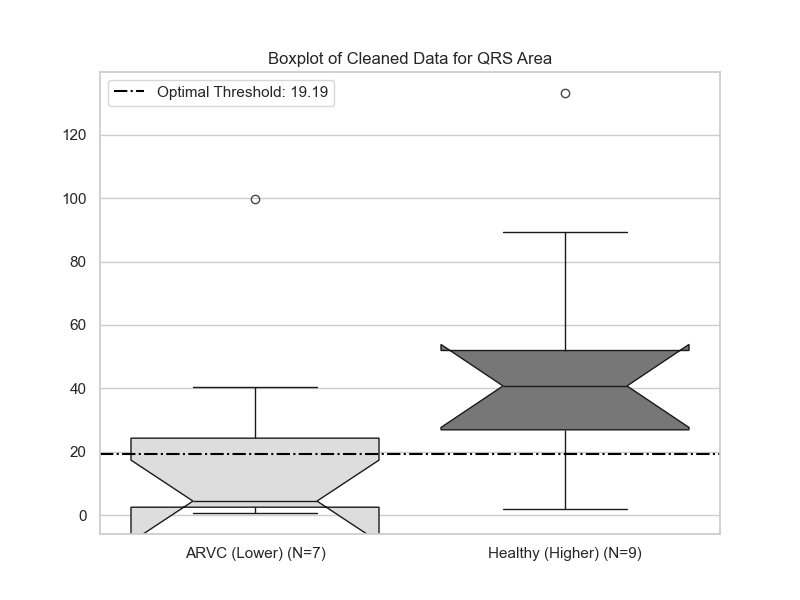 Boxplot of Cleaned Data for QRS Area
Optimal Threshold: 19.19
120
100
80
60
40
20
0
ARVC (Lower) (N=7)
Healthy (Higher) (N=9)